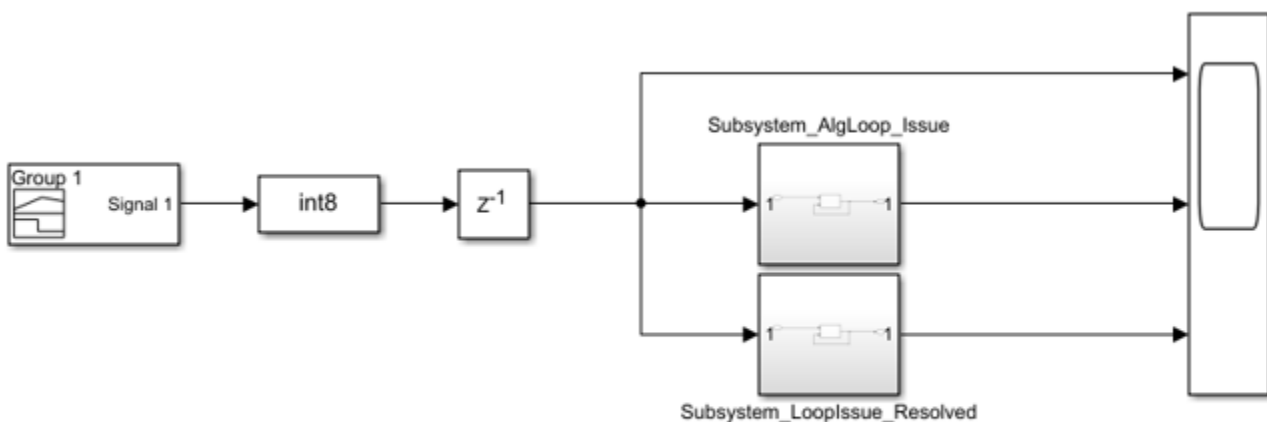 Group 1
Signal 1
int8
z⁻¹
Subsystem_AlgLoop_Issue
1 1
1 1
Subsystem_LoopIssue_Resolved